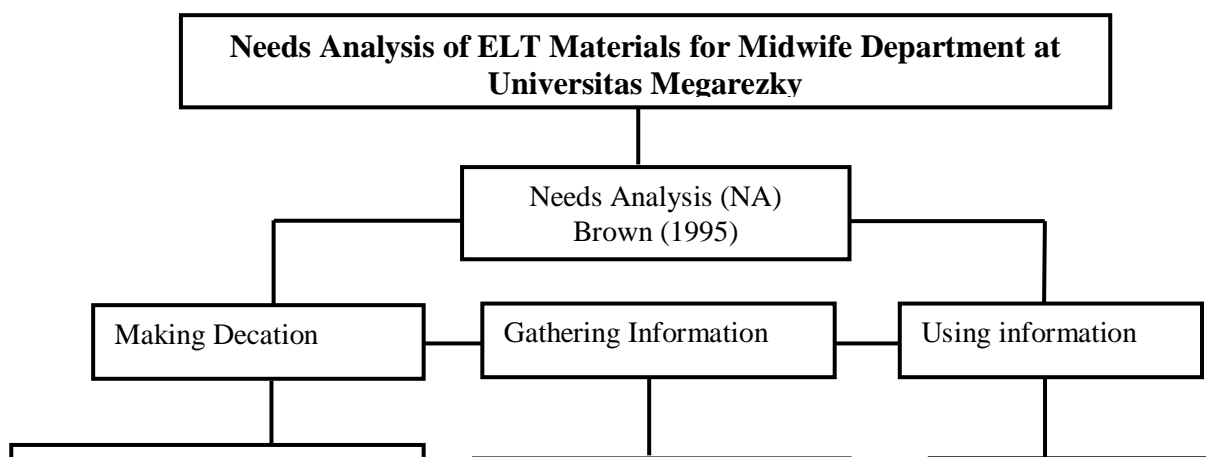 Needs Analysis of ELT Materials for Midwife Department at
Universitas Megarezky
Needs Analysis (NA)
Brown (1995)
Making Decation
Gathering Information
Using information